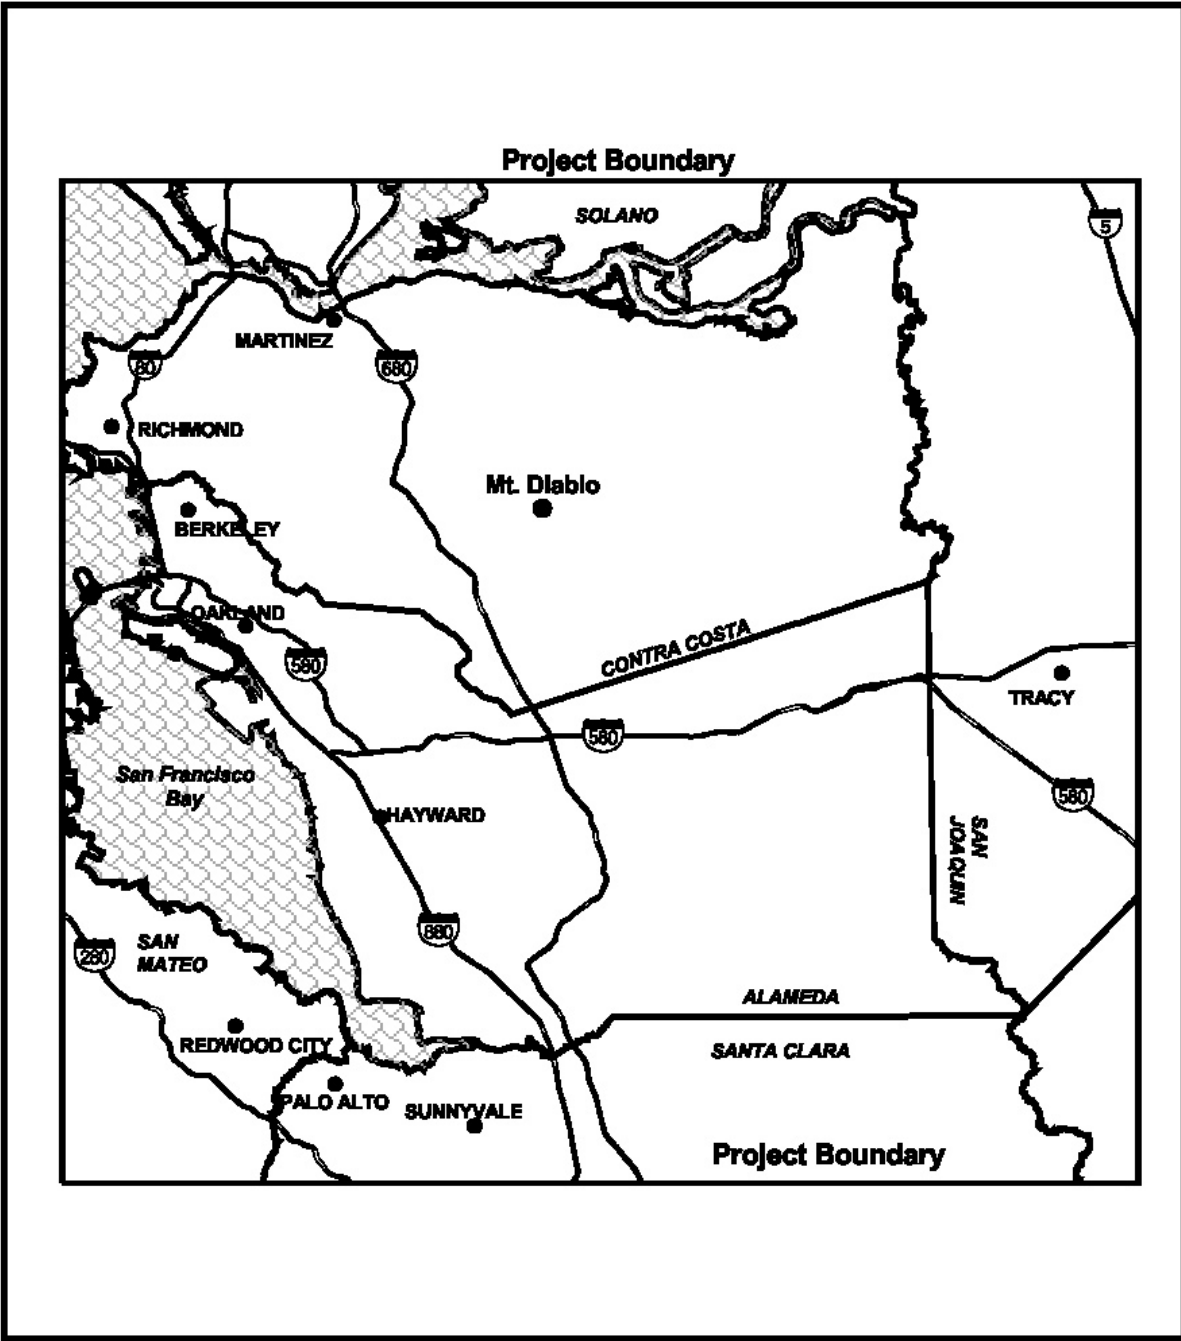 Project Boundary
SOLANO
5
MARTINEZ
80
680
RICHMOND
Mt. Diablo
BERKELEY
OAKLAND
CONTRA COSTA
580
TRACY
580
San Francisco
Bay
580
HAYWARD
SAN
JOAQUIN
880
SAN
MATEO
280
ALAMEDA
REDWOOD CITY
SANTA CLARA
PALO ALTO
SUNNYVALE
Project Boundary